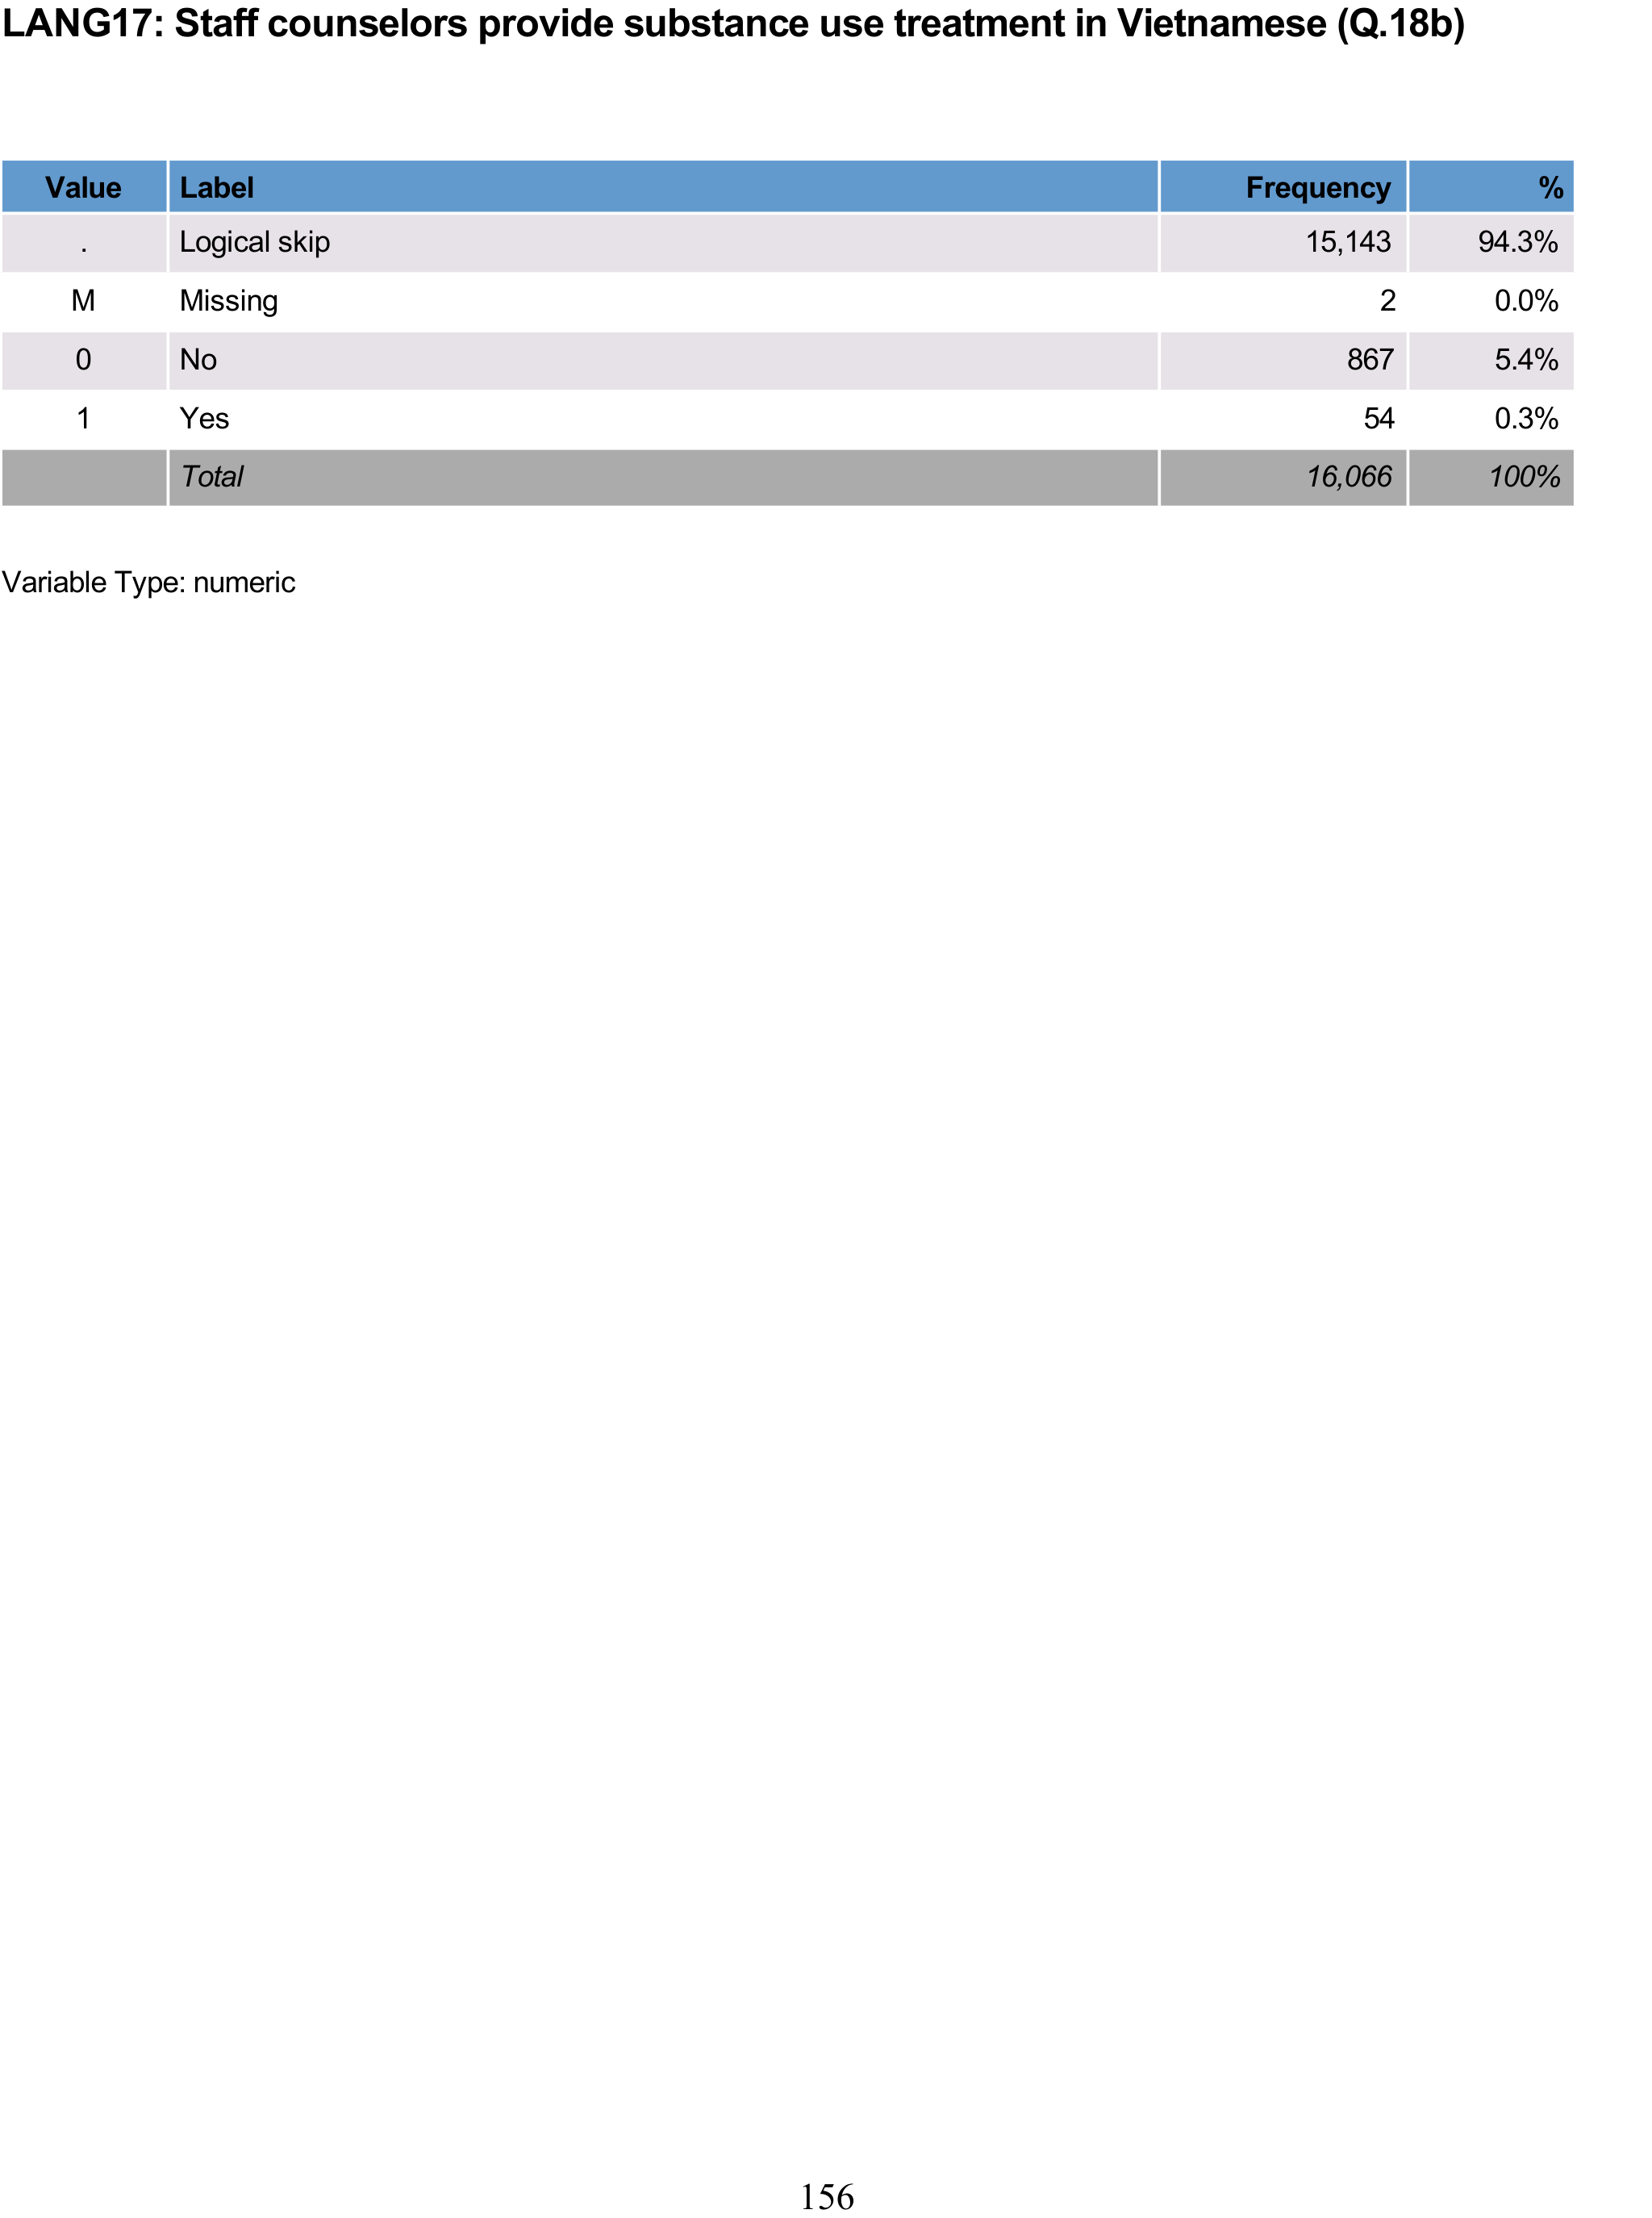 LANG17: Staff counselors provide substance use treatment in Vietnamese (Q.18b)
Value Label Frequency %
. Logical skip 15,143 94.3%
M Missing 2 0.0%
0 No 867 5.4%
1 Yes 54 0.3%
Total 16,066 100%
Variable Type: numeric
156